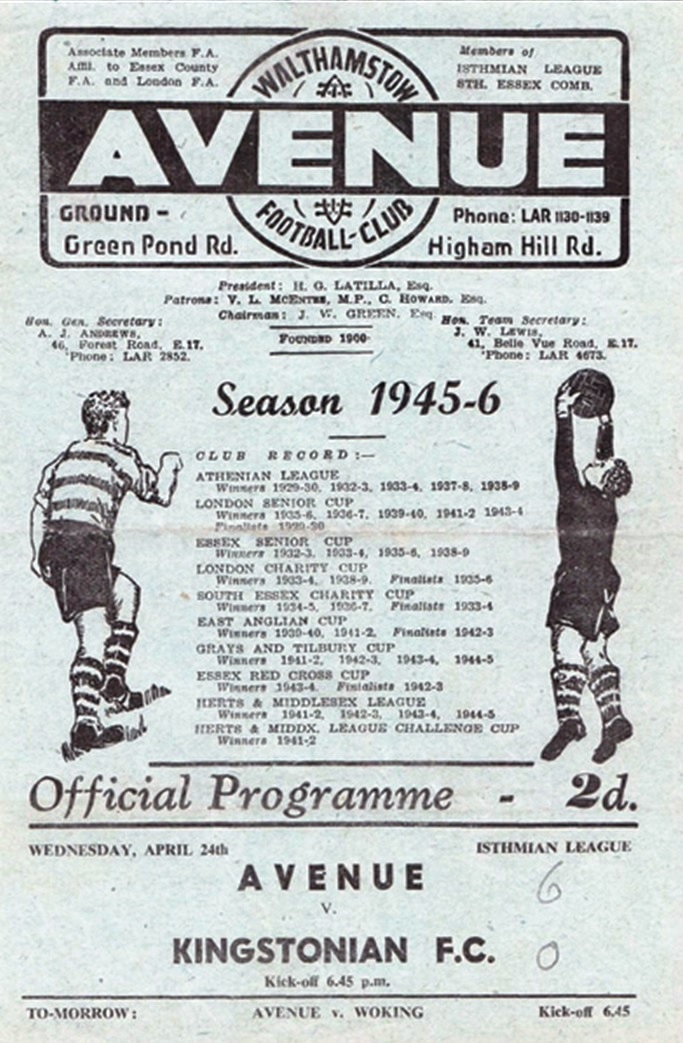 Associate Members F.A.
Affil. to Essex County
F.A. and London F.A.
WALTHAMSTOW
Members of
ISTHMIAN LEAGUE
STH. ESSEX COMB.
AVENUE
GROUND -
Green Pond Rd.
FOOTBALL-CLUB
Phone: LAR 1130-1139
Higham Hill Rd.
President: H. G. LATILLA, Esq.
Patrons: V. L. McENTEE, M.P., C. HOWARD, Esq.
Chairman: J. W. GREEN, Esq.
Hon. Gen. Secretary:
A. J. ANDREWS,
46, Forest Road, E.17.
'Phone: LAR 2852.
FOUNDED 1900
Hon. Team Secretary:
J. W. LEWIS,
41, Belle Vue Road, E.17.
'Phone: LAR 4673.
Season 1945-6
CLUB RECORD:—
ATHENIAN LEAGUE
Winners 1929-30, 1932-3, 1933-4, 1937-8, 1938-9
LONDON SENIOR CUP
Winners 1935-6, 1936-7, 1939-40, 1941-2 1943-4
Finalists 1929-30
ESSEX SENIOR CUP
Winners 1932-3, 1933-4, 1935-6, 1938-9
LONDON CHARITY CUP
Winners 1933-4, 1938-9. Finalists 1935-6
SOUTH ESSEX CHARITY CUP
Winners 1934-5, 1936-7. Finalists 1933-4
EAST ANGLIAN CUP
Winners 1939-40, 1941-2, Finalists 1942-3
GRAYS AND TILBURY CUP
Winners 1941-2, 1942-3, 1943-4, 1944-5
ESSEX RED CROSS CUP
Winners 1943-4. Finialists 1942-3
HERTS & MIDDLESEX LEAGUE
Winners 1941-2, 1942-3, 1943-4, 1944-5
HERTS & MIDDX. LEAGUE CHALLENGE CUP
Winners 1941-2
Official Programme - 2d.
WEDNESDAY, APRIL 24th
ISTHMIAN LEAGUE
AVENUE 6
V.
KINGSTONIAN F.C. 0
Kick-off 6.45 p.m.
TO-MORROW: AVENUE v. WOKING Kick-off 6.45